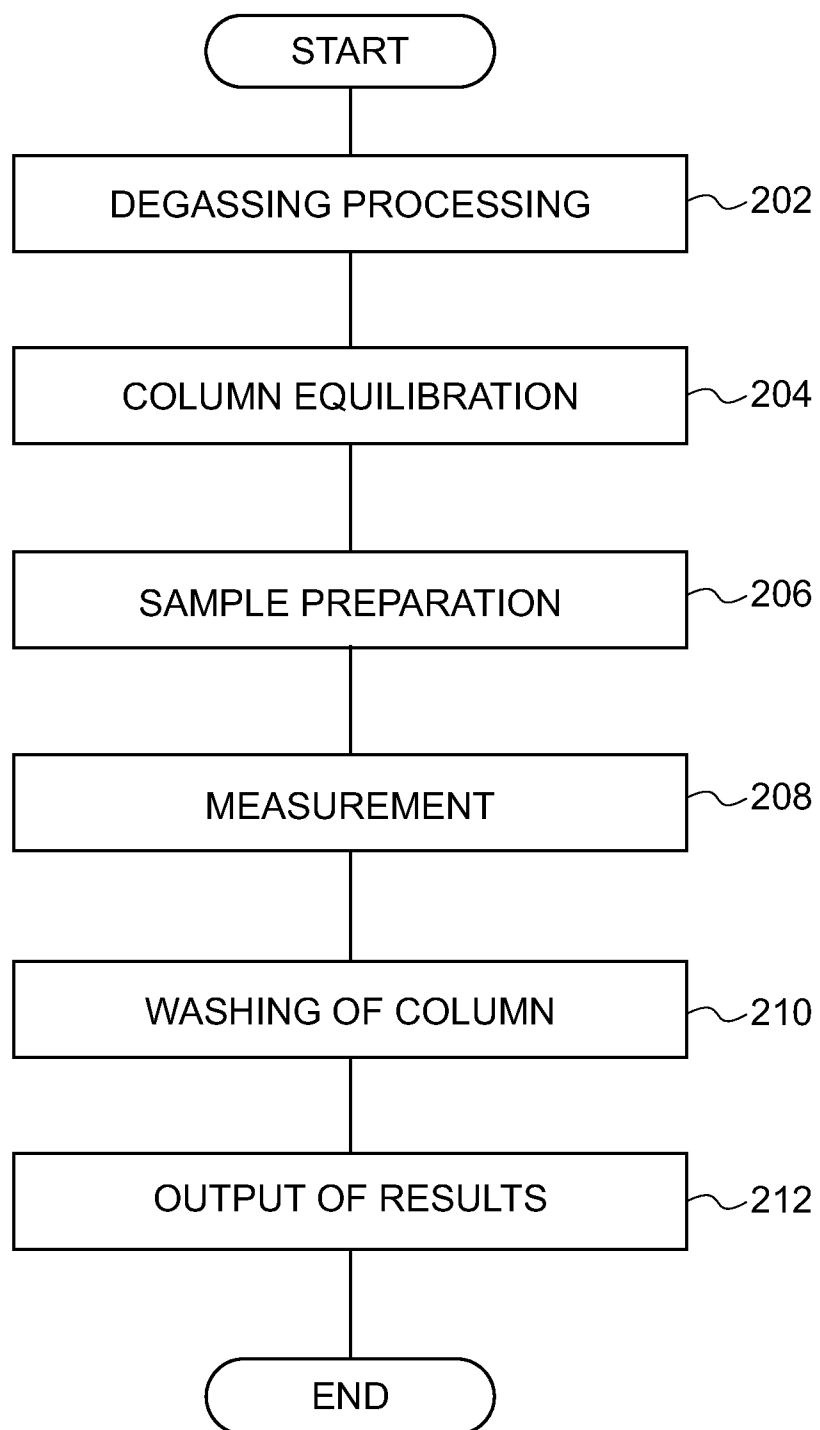 START
DEGASSING PROCESSING 202
COLUMN EQUILIBRATION 204
SAMPLE PREPARATION 206
MEASUREMENT 208
WASHING OF COLUMN 210
OUTPUT OF RESULTS 212
END